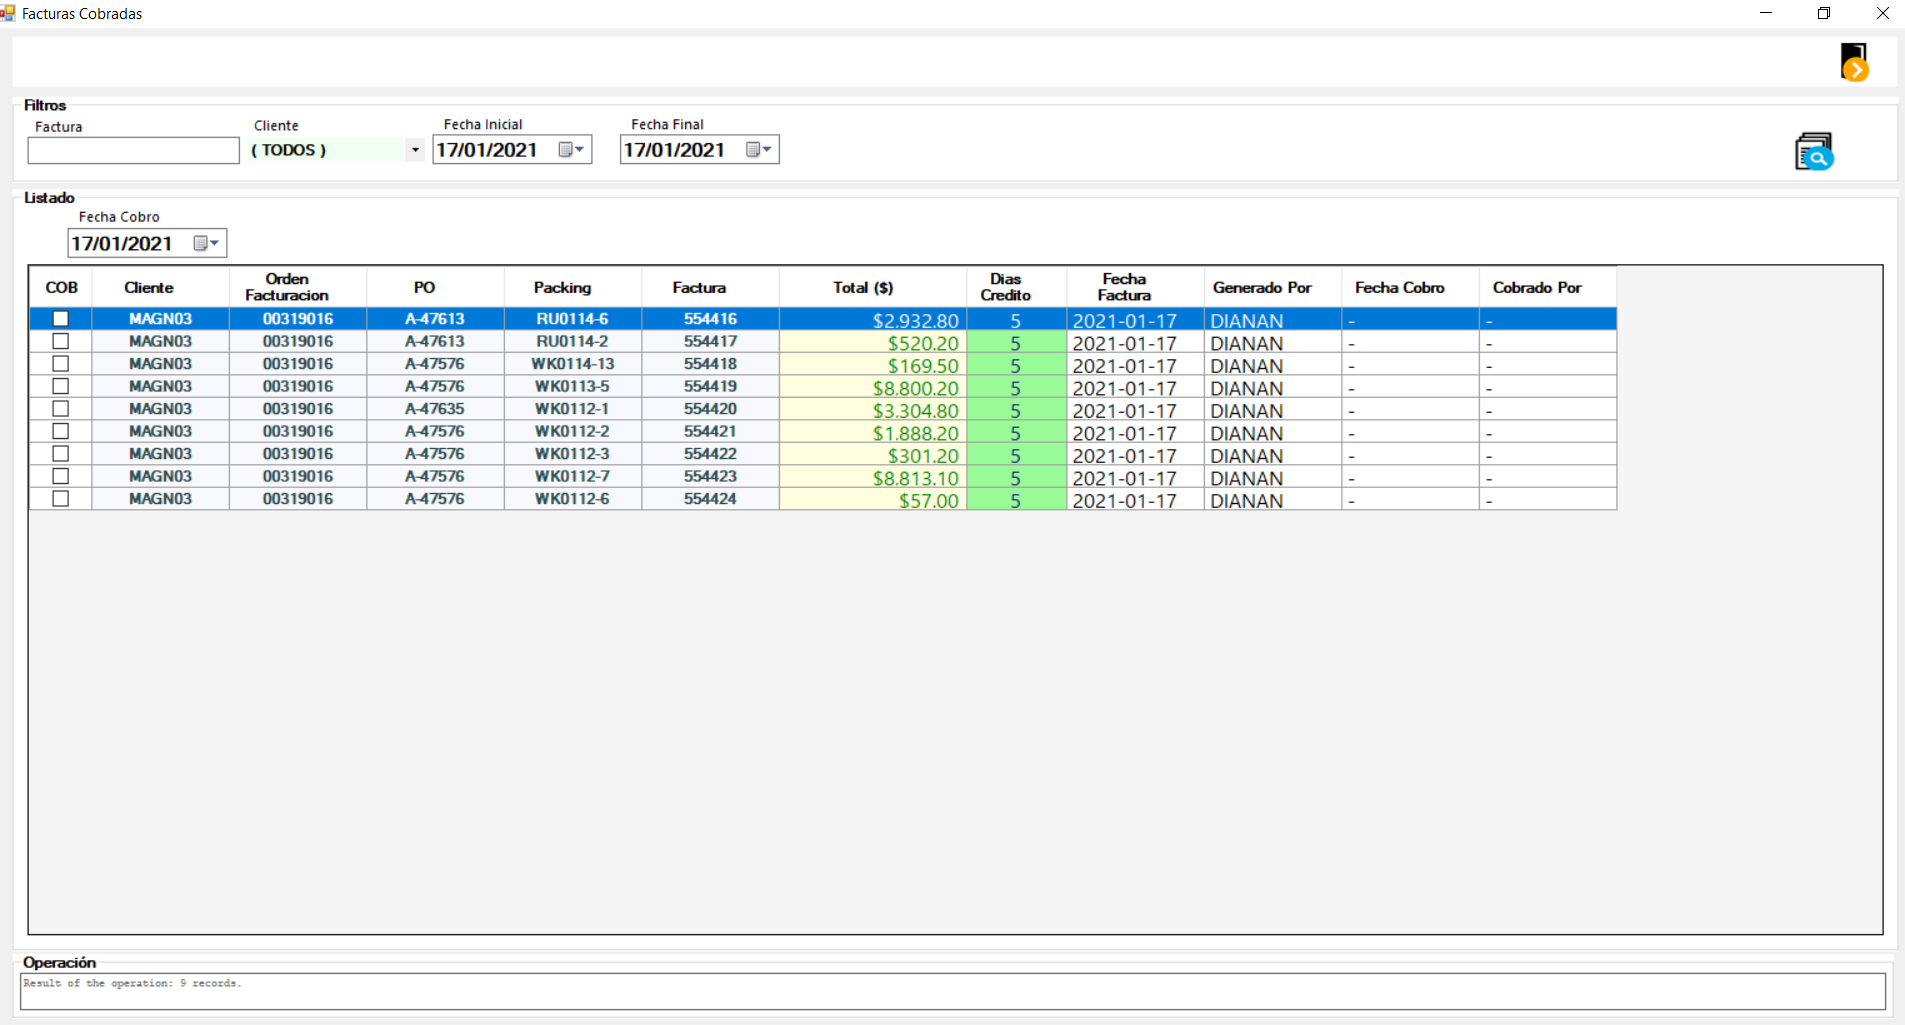 Facturas Cobradas
Filtros
Factura Cliente Fecha Inicial Fecha Final
( TODOS ) 17/01/2021 17/01/2021
Listado
Fecha Cobro
17/01/2021
COB Cliente Orden Facturacion PO Packing Factura Total ($) Dias Credito Fecha Factura Generado Por Fecha Cobro Cobrado Por
MAGN03 00319016 A-47613 RU0114-6 554416 $2.932.80 5 2021-01-17 DIANAN - -
MAGN03 00319016 A-47613 RU0114-2 554417 $520.20 5 2021-01-17 DIANAN - -
MAGN03 00319016 A-47576 WK0114-13 554418 $169.50 5 2021-01-17 DIANAN - -
MAGN03 00319016 A-47576 WK0113-5 554419 $8.800.20 5 2021-01-17 DIANAN - -
MAGN03 00319016 A-47635 WK0112-1 554420 $3.304.80 5 2021-01-17 DIANAN - -
MAGN03 00319016 A-47576 WK0112-2 554421 $1.888.20 5 2021-01-17 DIANAN - -
MAGN03 00319016 A-47576 WK0112-3 554422 $301.20 5 2021-01-17 DIANAN - -
MAGN03 00319016 A-47576 WK0112-7 554423 $8.813.10 5 2021-01-17 DIANAN - -
MAGN03 00319016 A-47576 WK0112-6 554424 $57.00 5 2021-01-17 DIANAN - -
Operación
Result of the operation: 9 records.